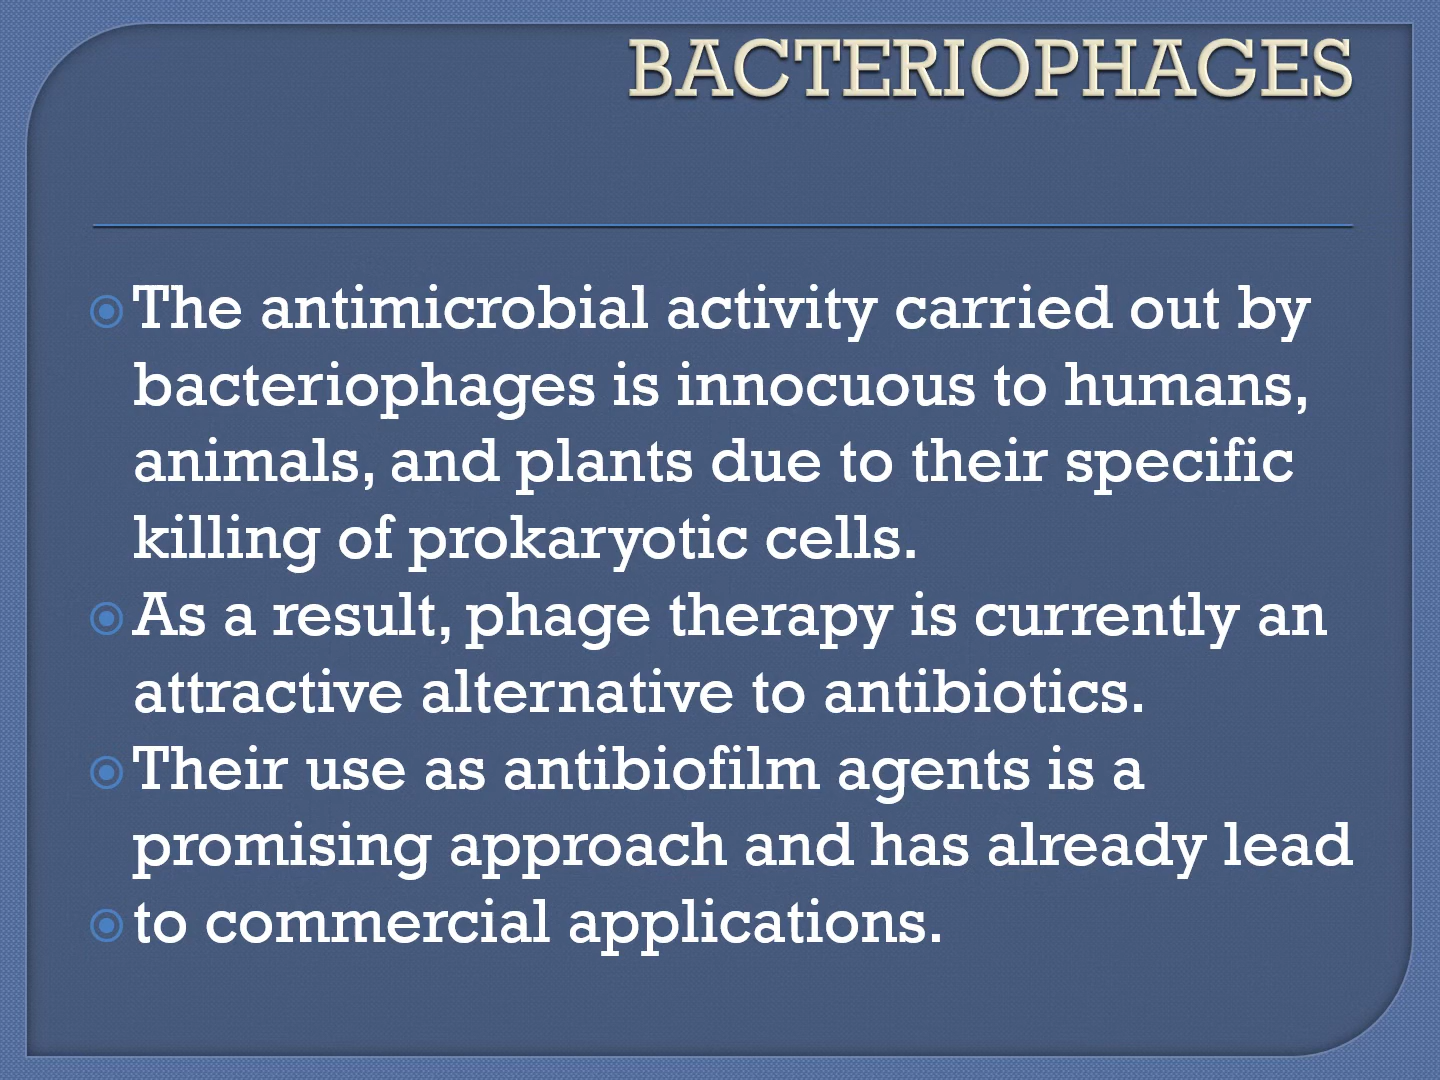 BACTERIOPHAGES
The antimicrobial activity carried out by
bacteriophages is innocuous to humans,
animals, and plants due to their specific
killing of prokaryotic cells.
As a result, phage therapy is currently an
attractive alternative to antibiotics.
Their use as antibiofilm agents is a
promising approach and has already lead
to commercial applications.